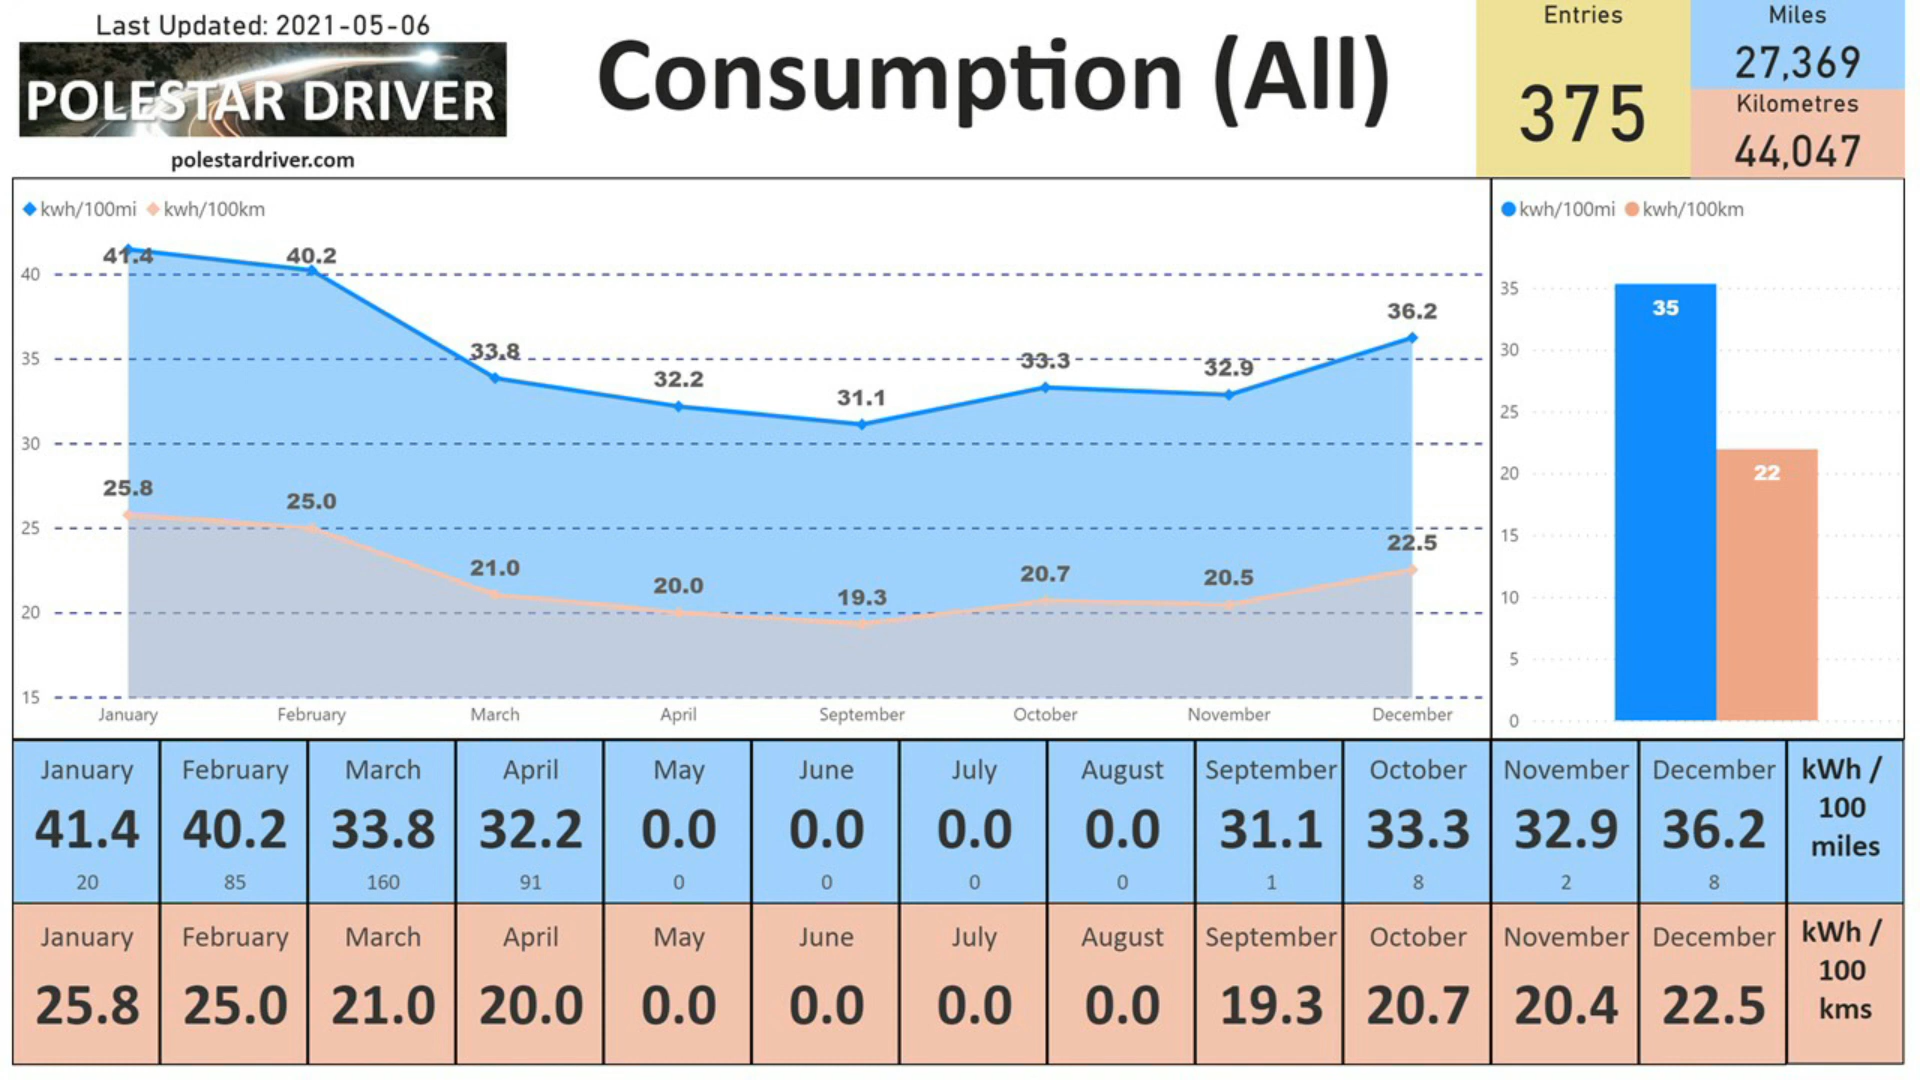 Last Updated: 2021-05-06
POLESTAR DRIVER
polestardriver.com
Consumption (All)
Entries
375
Miles
27,369
Kilometres
44,047
kwh/100mi kwh/100km
40
35
30
25
20
15
41.4
40.2
33.8
32.2
31.1
33.3
32.9
36.2
25.8
25.0
21.0
20.0
19.3
20.7
20.5
22.5
January February March April September October November December
kwh/100mi kwh/100km
35
30
25
20
15
10
5
0
35
22
January February March April May June July August September October November December
41.4 40.2 33.8 32.2 0.0 0.0 0.0 0.0 31.1 33.3 32.9 36.2
20 85 160 91 0 0 0 0 1 8 2 8
kWh /
100
miles
January February March April May June July August September October November December
25.8 25.0 21.0 20.0 0.0 0.0 0.0 0.0 19.3 20.7 20.4 22.5
kWh /
100
kms